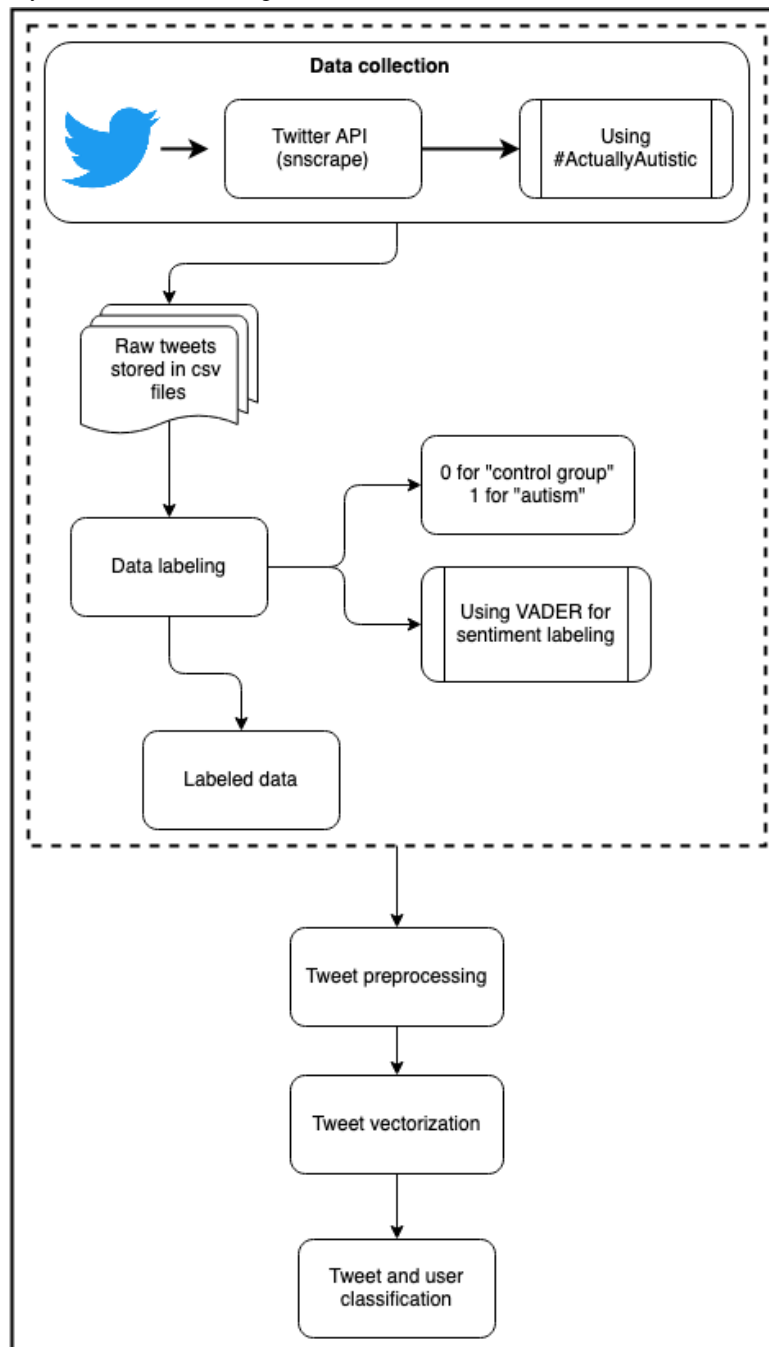 Data collection
Twitter API
(snscrape)
Using
#ActuallyAutistic
Raw tweets
stored in csv
files
0 for "control group"
1 for "autism"
Data labeling
Using VADER for
sentiment labeling
Labeled data
Tweet preprocessing
Tweet vectorization
Tweet and user
classification